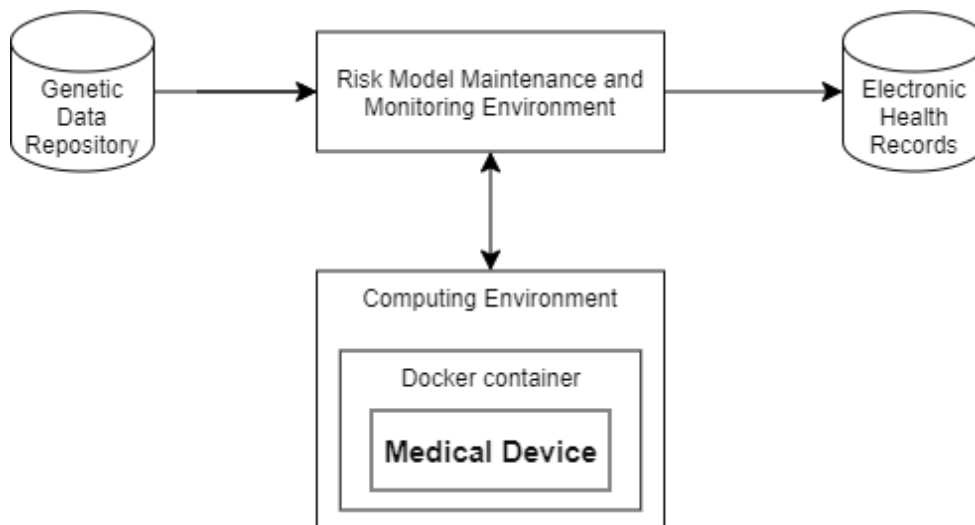 Genetic
Data
Repository
Risk Model Maintenance and
Monitoring Environment
Electronic
Health
Records
Computing Environment
Docker container
Medical Device